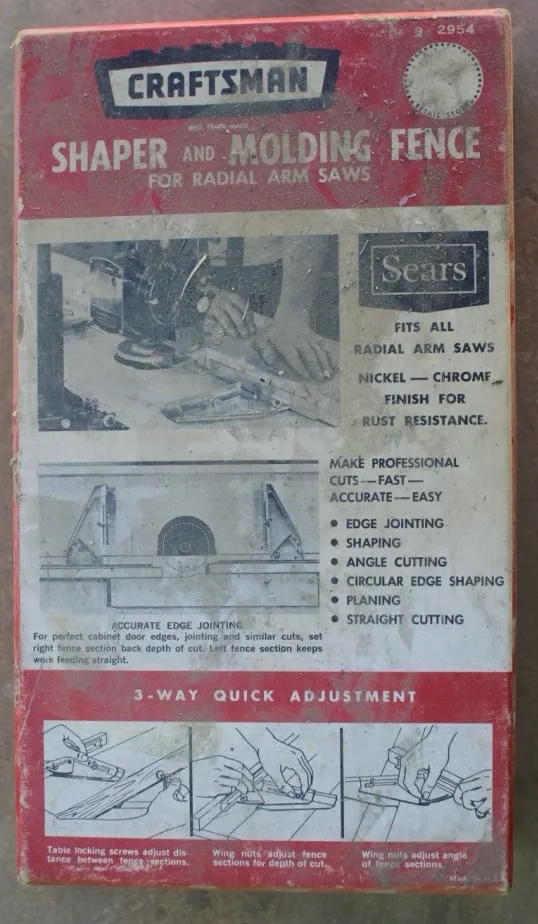 9 2954
CRAFTSMAN
REG. TRADE MARK
SHAPER AND MOLDING FENCE
FOR RADIAL ARM SAWS
Sears
FITS ALL
RADIAL ARM SAWS
NICKEL — CHROME
FINISH FOR
RUST RESISTANCE.
MAKE PROFESSIONAL
CUTS — FAST —
ACCURATE — EASY
• EDGE JOINTING
• SHAPING
• ANGLE CUTTING
• CIRCULAR EDGE SHAPING
• PLANING
• STRAIGHT CUTTING
ACCURATE EDGE JOINTING
For perfect cabinet door edges, jointing and similar cuts, set
right fence section back depth of cut. Left fence section keeps
work feeding straight.
3-WAY QUICK ADJUSTMENT
Table locking screws adjust dis-
tance between fence sections.
Wing nuts adjust fence
sections for depth of cut.
Wing nuts adjust angle
of fence sections.